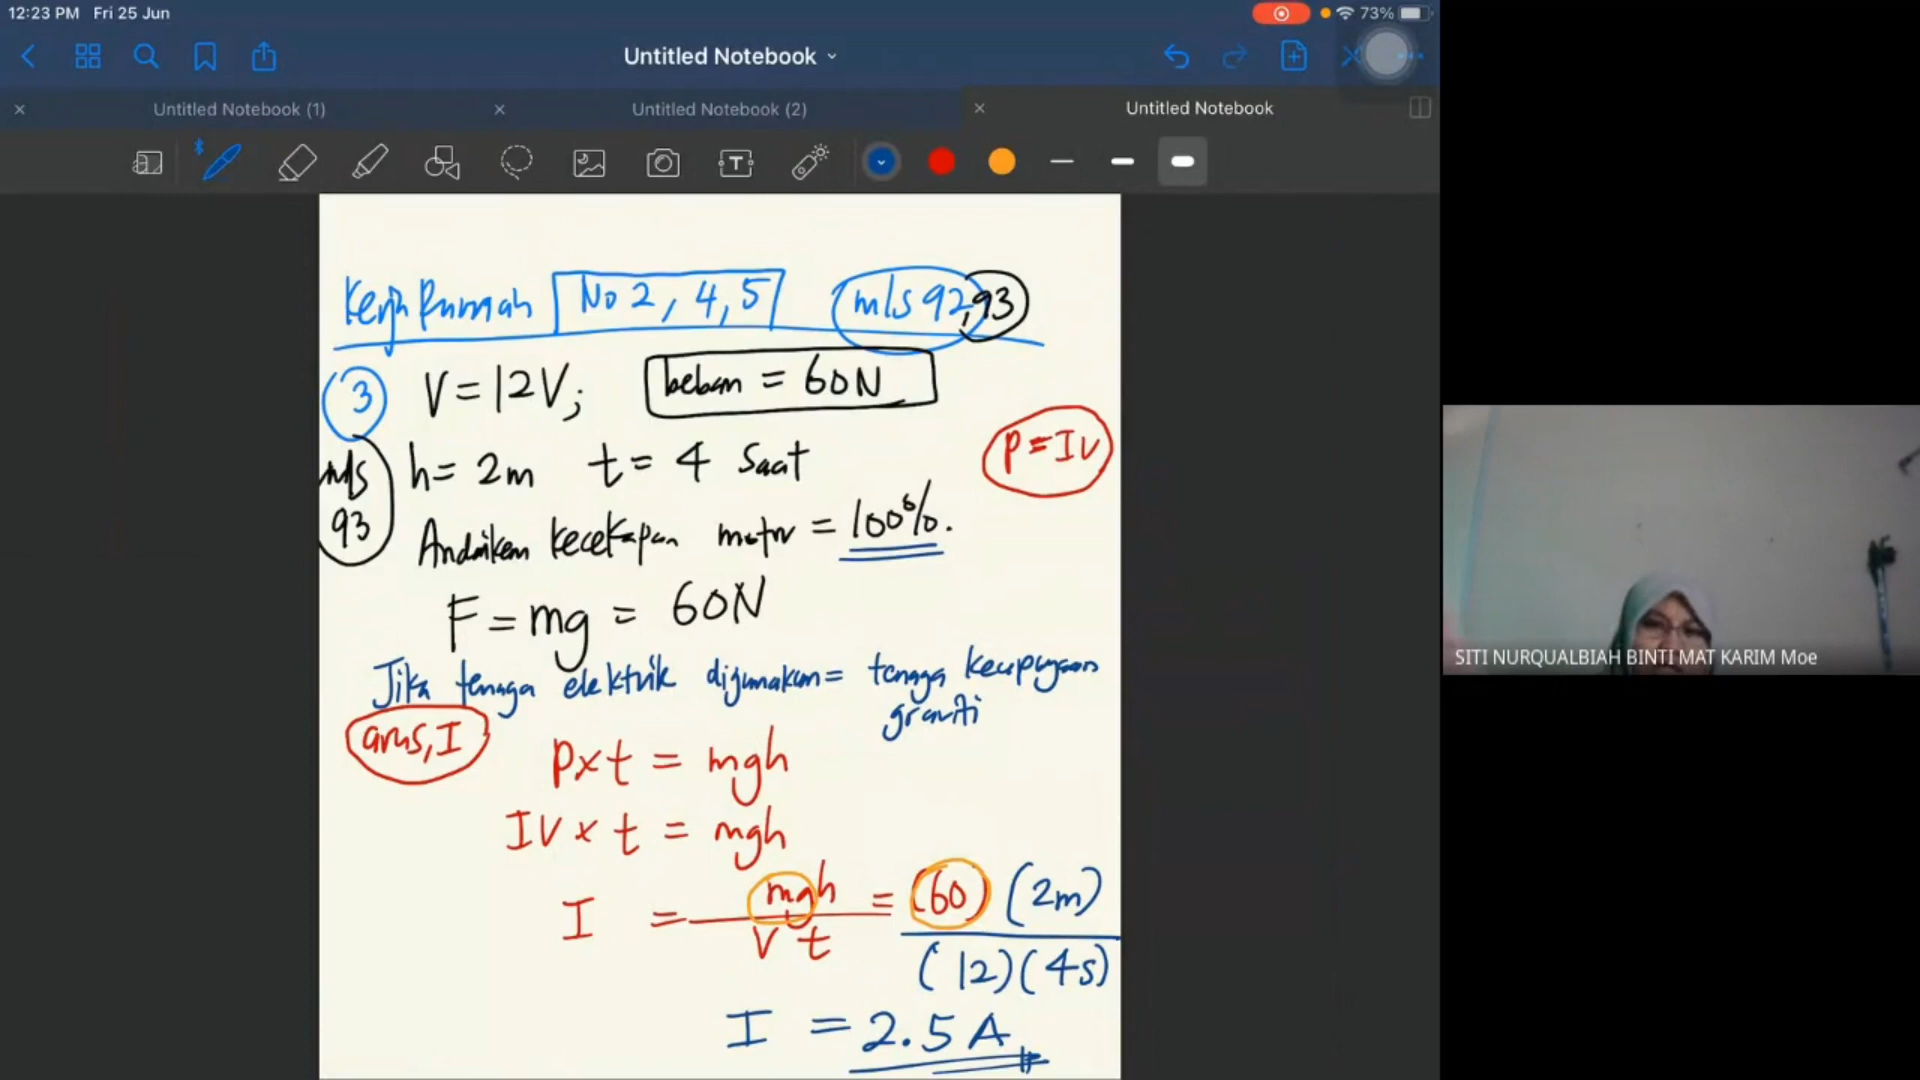 12:23 PM Fri 25 Jun
73%
Untitled Notebook
Untitled Notebook (1)
Untitled Notebook (2)
Untitled Notebook
Kerja Rumah No 2, 4, 5 mls 92, 93
3 V = 12V; beban = 60N
P = IV
mls 93
h = 2m t = 4 saat
Andaikan kecekapan motor = 100%.
F = mg = 60N
Jika tenaga elektrik digunakan = tenaga keupayaan graviti
arus, I
P x t = mgh
IV x t = mgh
I = mgh / V t = (60) (2m) / (12)(4s)
I = 2.5 A
SITI NURQUALBIAH BINTI MAT KARIM Moe